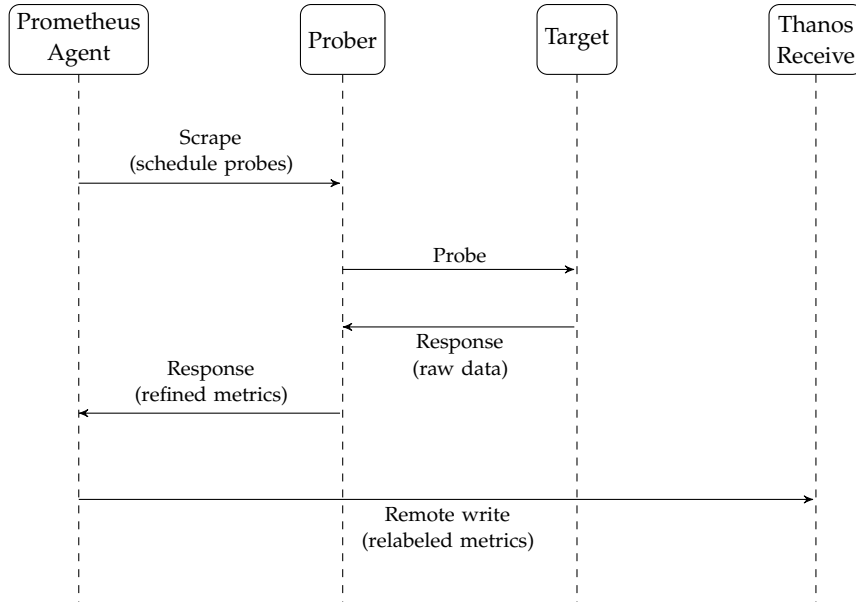 Prometheus
Agent
Prober
Target
Thanos
Receive
Scrape
(schedule probes)
Probe
Response
(raw data)
Response
(refined metrics)
Remote write
(relabeled metrics)